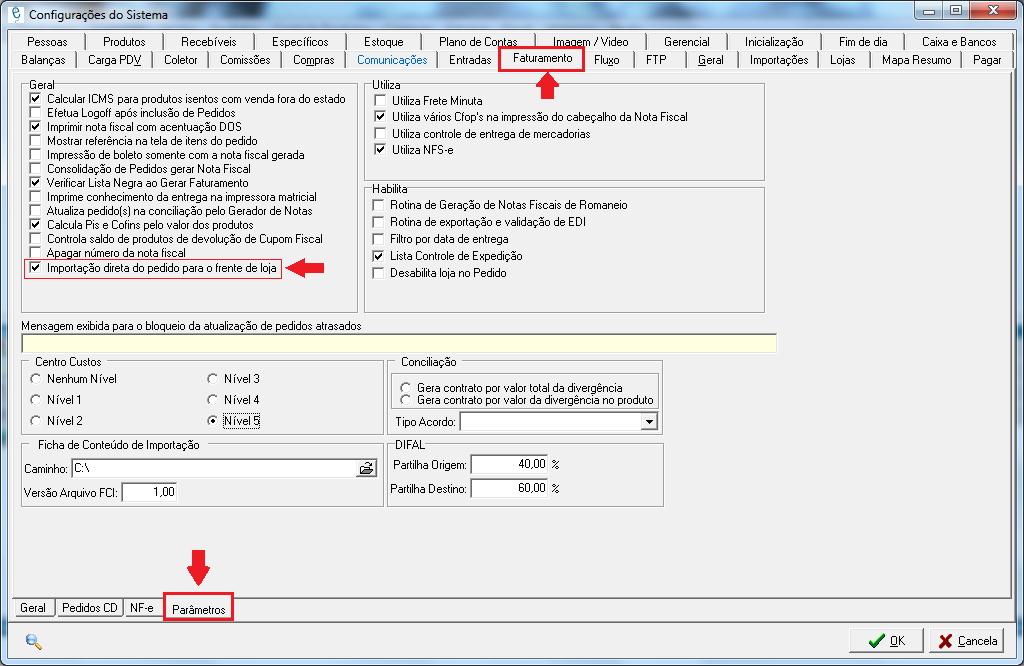 Configurações do Sistema
Pessoas Produtos Recebíveis Específicos Estoque Plano de Contas Imagem / Video Gerencial Inicialização Fim de dia Caixa e Bancos
Balanças Carga PDV Coletor Comissões Compras Comunicações Entradas Faturamento Fluxo FTP Geral Importações Lojas Mapa Resumo Pagar
Geral
Calcular ICMS para produtos isentos com venda fora do estado
Efetua Logoff após inclusão de Pedidos
Imprimir nota fiscal com acentuação DOS
Mostrar referência na tela de itens do pedido
Impressão de boleto somente com a nota fiscal gerada
Consolidação de Pedidos gerar Nota Fiscal
Verificar Lista Negra ao Gerar Faturamento
Imprime conhecimento da entrega na impressora matricial
Atualiza pedido(s) na conciliação pelo Gerador de Notas
Calcula Pis e Cofins pelo valor dos produtos
Controla saldo de produtos de devolução de Cupom Fiscal
Apagar número da nota fiscal
Importação direta do pedido para o frente de loja
Utiliza
Utiliza Frete Minuta
Utiliza vários Cfop's na impressão do cabeçalho da Nota Fiscal
Utiliza controle de entrega de mercadorias
Utiliza NFS-e
Habilita
Rotina de Geração de Notas Fiscais de Romaneio
Rotina de exportação e validação de EDI
Filtro por data de entrega
Lista Controle de Expedição
Desabilita loja no Pedido
Mensagem exibida para o bloqueio da atualização de pedidos atrasados
Centro Custos
Nenhum Nível
Nível 1
Nível 2
Nível 3
Nível 4
Nível 5
Conciliação
Gera contrato por valor total da divergência
Gera contrato por valor da divergência no produto
Tipo Acordo:
Ficha de Conteúdo de Importação
Caminho: C:\
Versão Arquivo FCI: 1,00
DIFAL
Partilha Origem: 40,00 %
Partilha Destino: 60,00 %
Geral Pedidos CD NF-e Parâmetros
OK Cancela